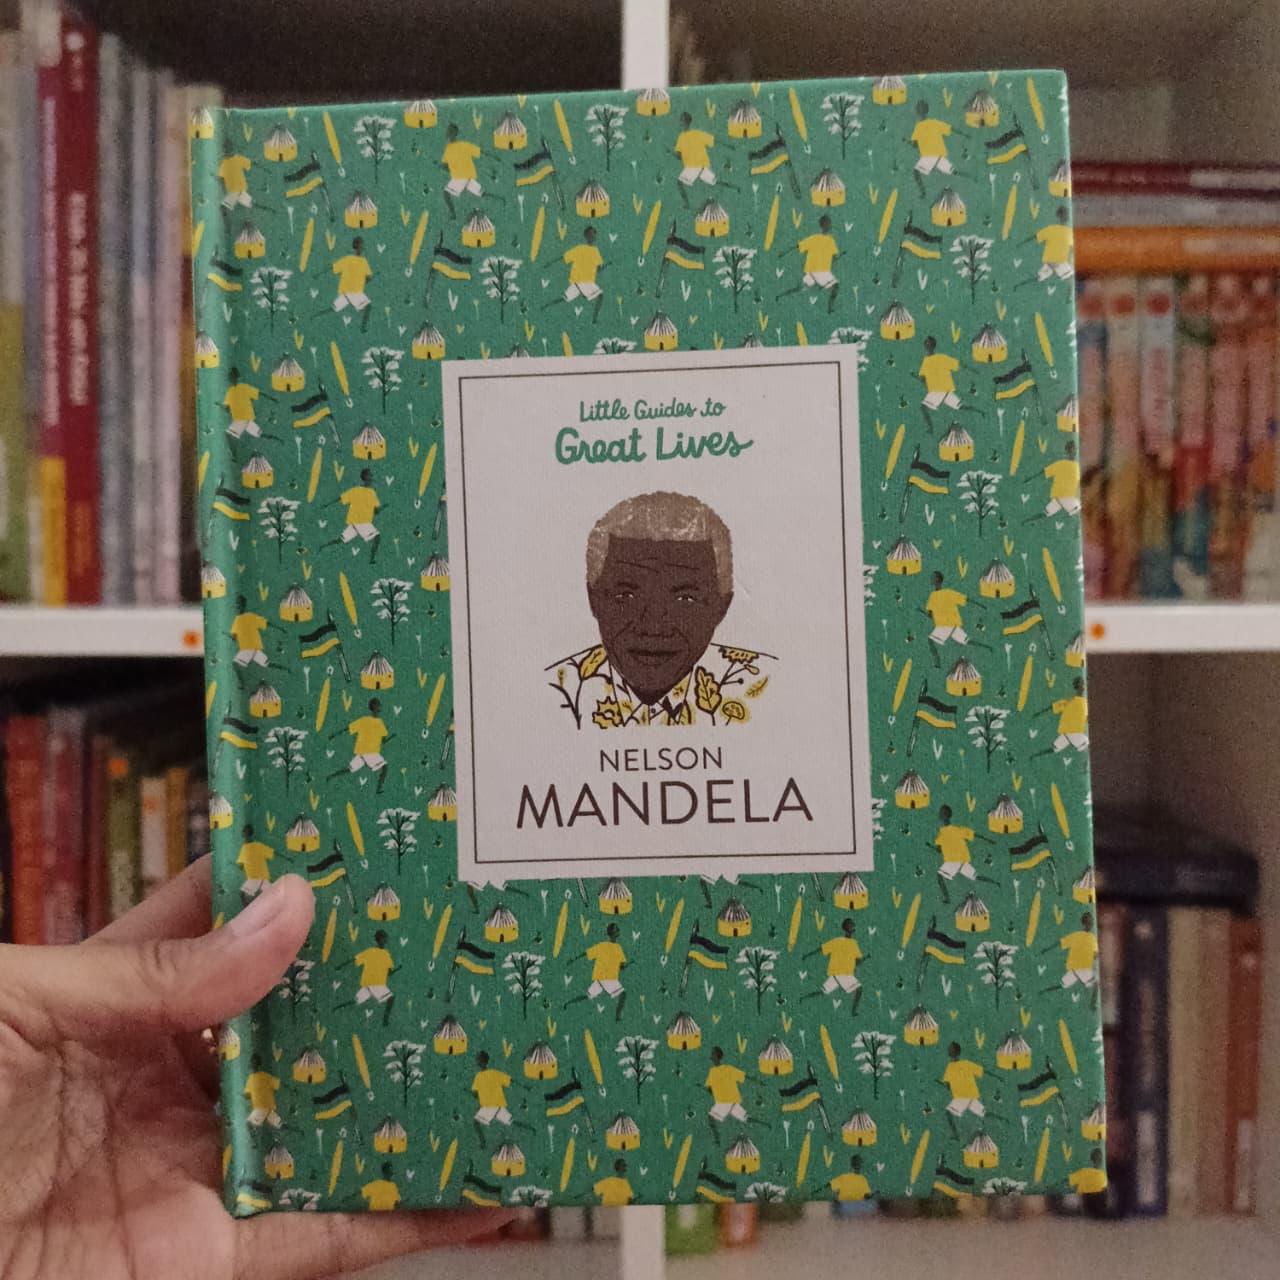 Little Guides to
Great Lives
NELSON
MANDELA